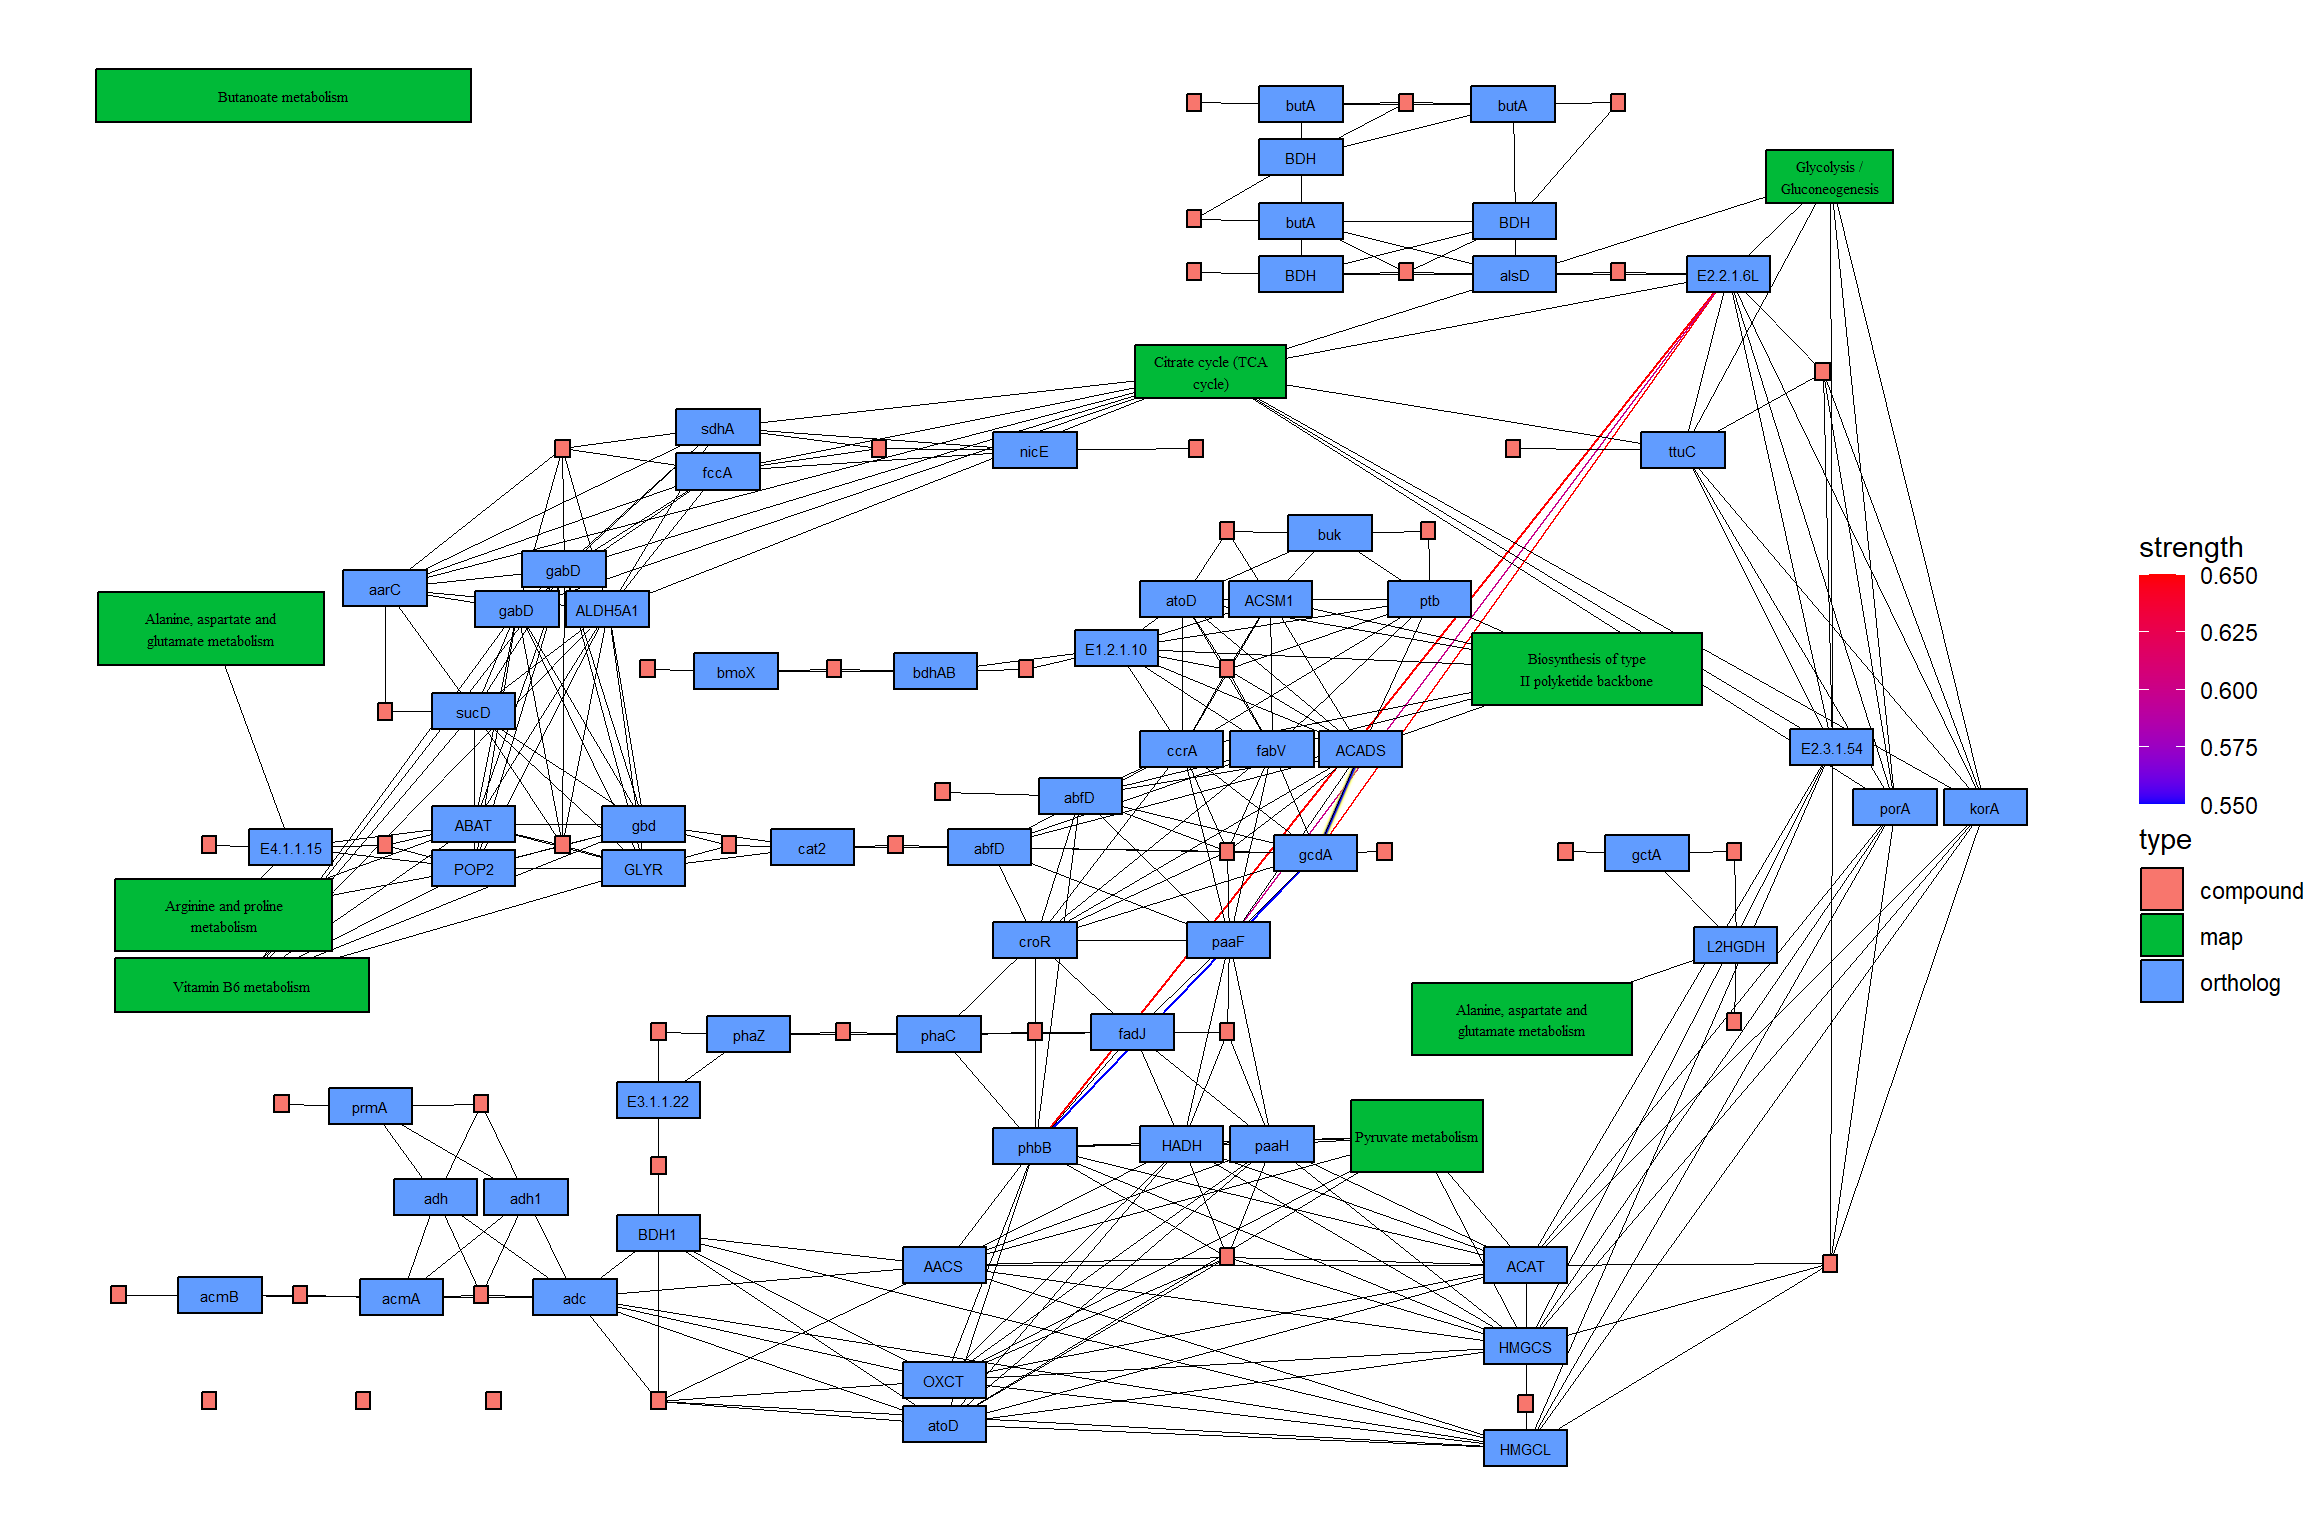 Butanoate metabolism
butA
butA
BDH
Glycolysis /
Gluconeogenesis
butA
BDH
BDH
alsD
E2.2.1.6L
Citrate cycle (TCA
cycle)
sdhA
nicE
ttuC
fccA
buk
strength
0.650
0.625
0.600
0.575
0.550
gabD
aarC
gabD
ALDH5A1
atoD
ACSM1
ptb
Alanine, aspartate and
glutamate metabolism
E1.2.1.10
bmoX
bdhAB
Biosynthesis of type
II polyketide backbone
sucD
ccrA
fabV
ACADS
E2.3.1.54
abfD
porA
korA
ABAT
gbd
E4.1.1.15
cat2
abfD
gcdA
gctA
POP2
GLYR
type
compound
map
ortholog
Arginine and proline
metabolism
croR
paaF
L2HGDH
Vitamin B6 metabolism
Alanine, aspartate and
glutamate metabolism
phaZ
phaC
fadJ
prmA
E3.1.1.22
phbB
HADH
paaH
Pyruvate metabolism
adh
adh1
BDH1
AACS
ACAT
acmB
acmA
adc
HMGCS
OXCT
atoD
HMGCL